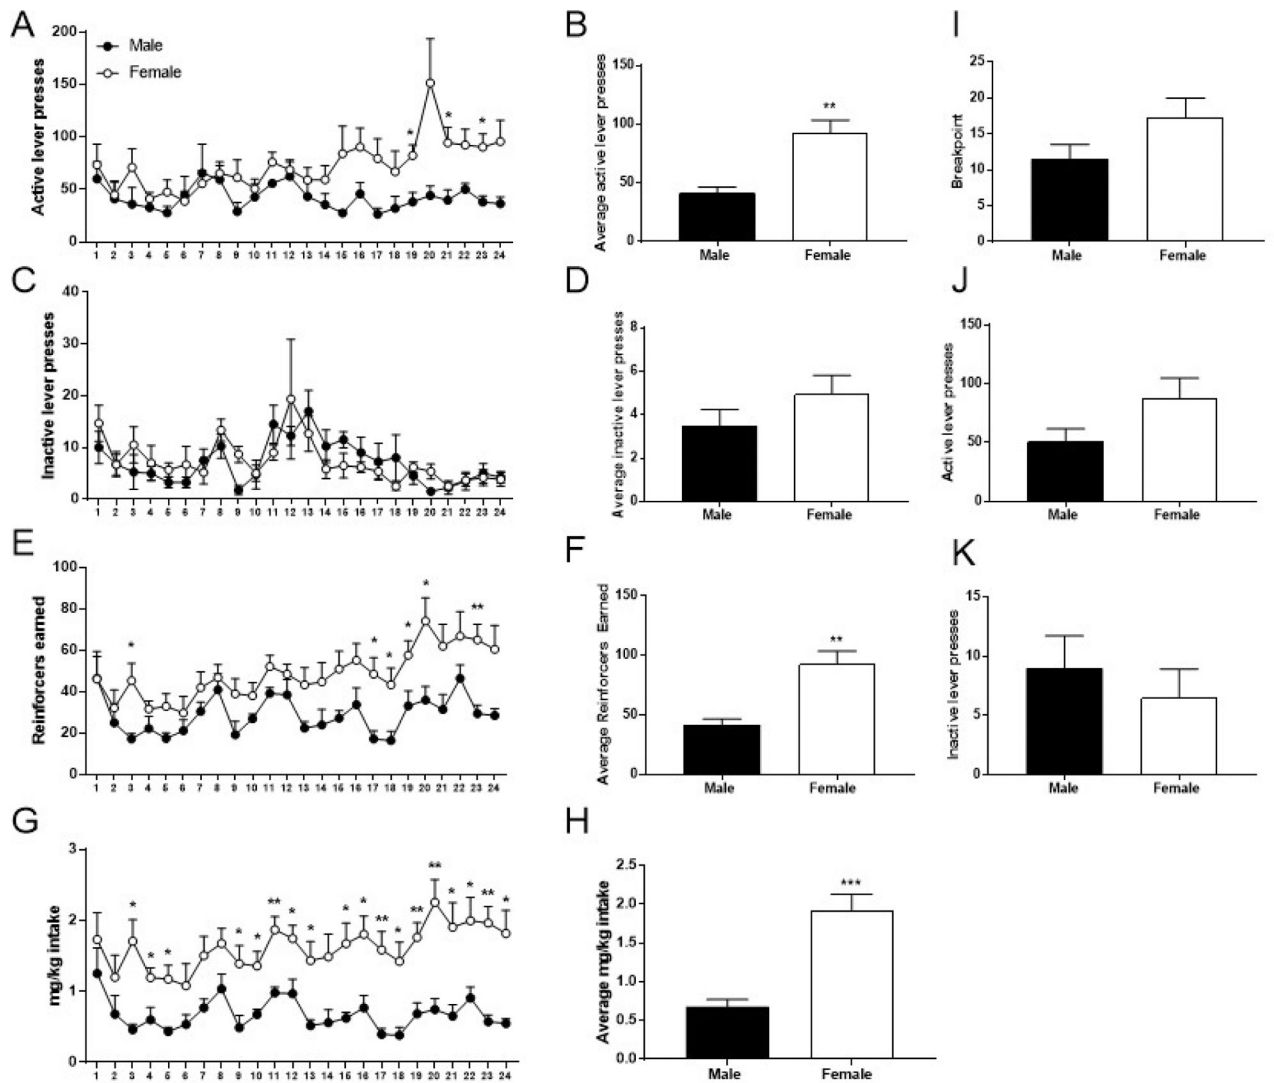 A
Active lever presses
200
150
100
50
0
Male
Female
* * *
1 2 3 4 5 6 7 8 9 10 11 12 13 14 15 16 17 18 19 20 21 22 23 24
B
Average active lever presses
150
100
50
0
**
Male Female
I
Breakpoint
25
20
15
10
5
0
Male Female
C
Inactive lever presses
40
30
20
10
0
1 2 3 4 5 6 7 8 9 10 11 12 13 14 15 16 17 18 19 20 21 22 23 24
D
Average inactive lever presses
8
6
4
2
0
Male Female
J
Active lever presses
150
100
50
0
Male Female
E
Reinforcers earned
100
80
60
40
20
0
* * * * * **
1 2 3 4 5 6 7 8 9 10 11 12 13 14 15 16 17 18 19 20 21 22 23 24
F
Average Reinforcers Earned
150
100
50
0
**
Male Female
K
Inactive lever presses
15
10
5
0
Male Female
G
mg/kg intake
3
2
1
0
* * * * * ** * * * * ** * ** ** * * ** *
1 2 3 4 5 6 7 8 9 10 11 12 13 14 15 16 17 18 19 20 21 22 23 24
H
Average mg/kg intake
2.5
2.0
1.5
1.0
0.5
0.0
***
Male Female